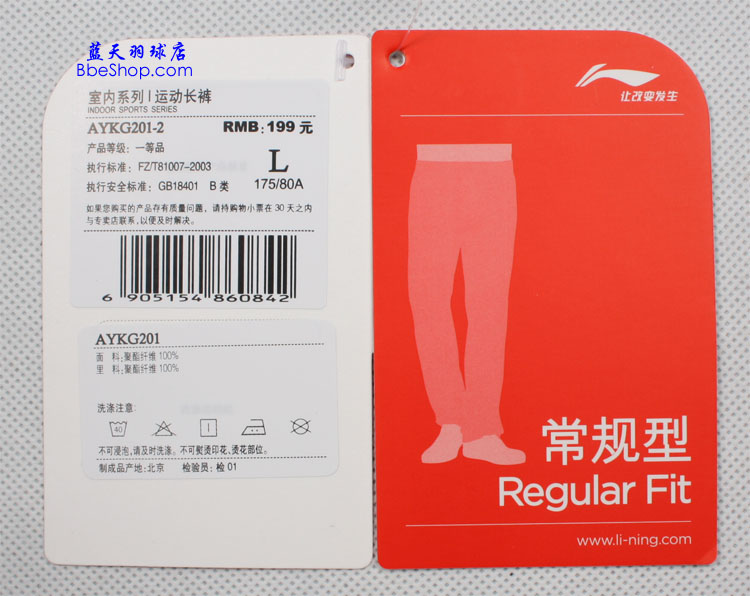 蓝天羽球店
BbeShop.com
室内系列 | 运动长裤
INDOOR SPORTS SERIES
AYKG201-2
RMB: 199 元
产品等级: 一等品
执行标准: FZ/T81007-2003
L
执行安全标准: GB18401 B 类
175/80A
如果您购买的产品存有质量问题，请持购物小票在 30 天之内
与专卖店联系，以便及时解决。
6 905154 860842
AYKG201
面 料:聚酯纤维 100%
里 料:聚酯纤维 100%
洗涤注意:
40
不可浸泡,请及时洗涤。不可熨烫印花、烫花部位。
制成品产地: 北京 检验员: 检 01
让改变发生
常规型
Regular Fit
www.li-ning.com